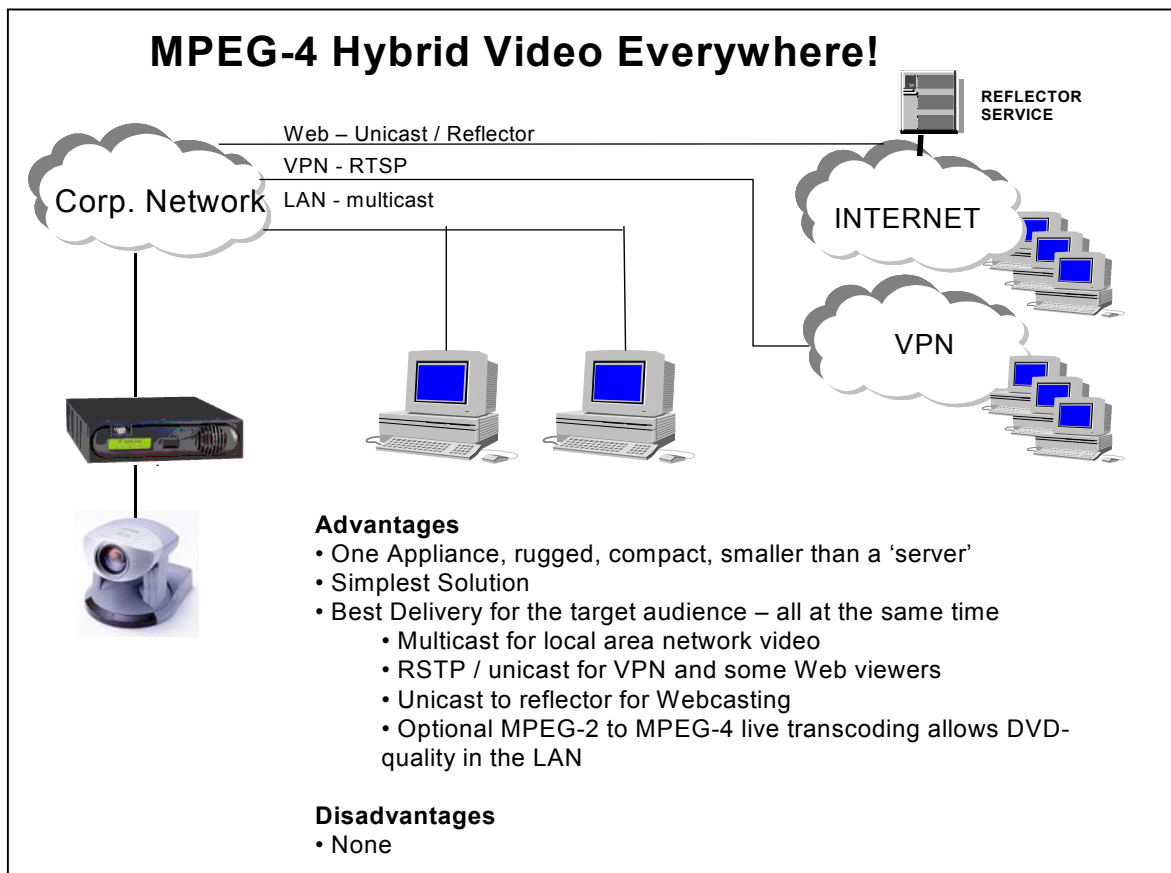 MPEG-4 Hybrid Video Everywhere!
REFLECTOR
SERVICE
Web – Unicast / Reflector
VPN - RTSP
Corp. Network
LAN - multicast
INTERNET
VPN
Advantages
• One Appliance, rugged, compact, smaller than a ‘server’
• Simplest Solution
• Best Delivery for the target audience – all at the same time
• Multicast for local area network video
• RSTP / unicast for VPN and some Web viewers
• Unicast to reflector for Webcasting
• Optional MPEG-2 to MPEG-4 live transcoding allows DVD-
quality in the LAN
Disadvantages
• None